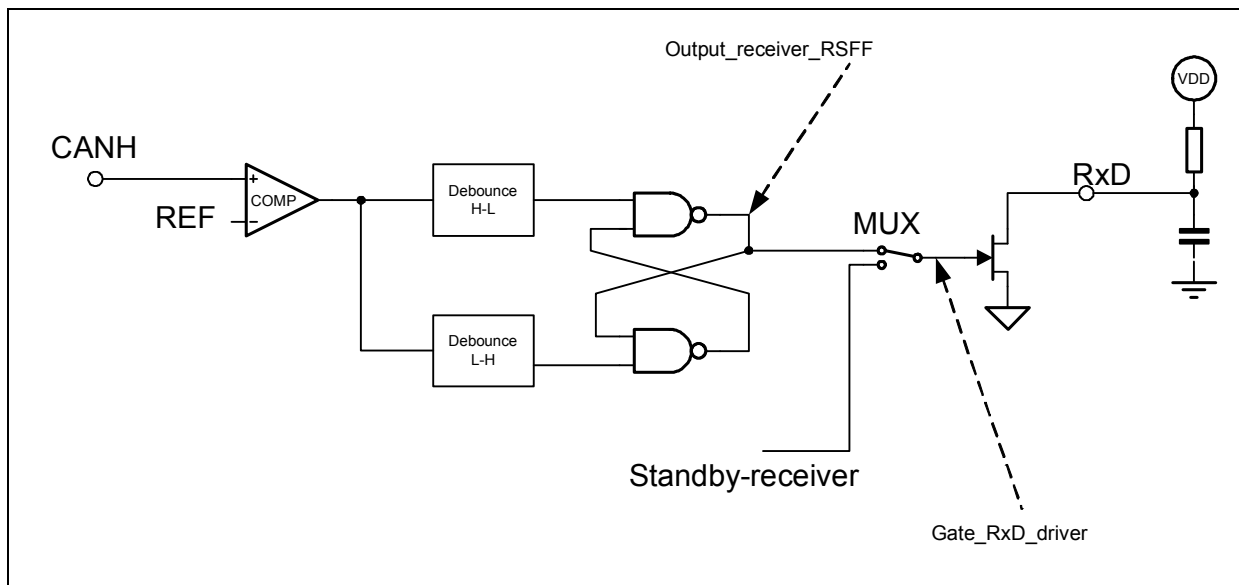 Output_receiver_RSFF
VDD
CANH
+
COMP
REF
-
Debounce
H-L
RxD
MUX
Debounce
L-H
Standby-receiver
Gate_RxD_driver